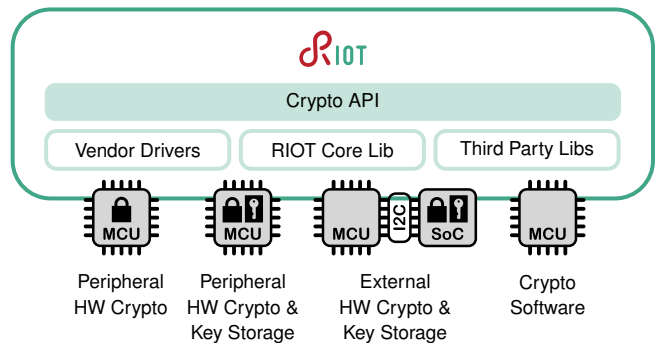 RIOT
Crypto API
Vendor Drivers
RIOT Core Lib
Third Party Libs
MCU
MCU
MCU
I2C
SoC
MCU
Peripheral
HW Crypto
Peripheral
HW Crypto &
Key Storage
External
HW Crypto &
Key Storage
Crypto
Software